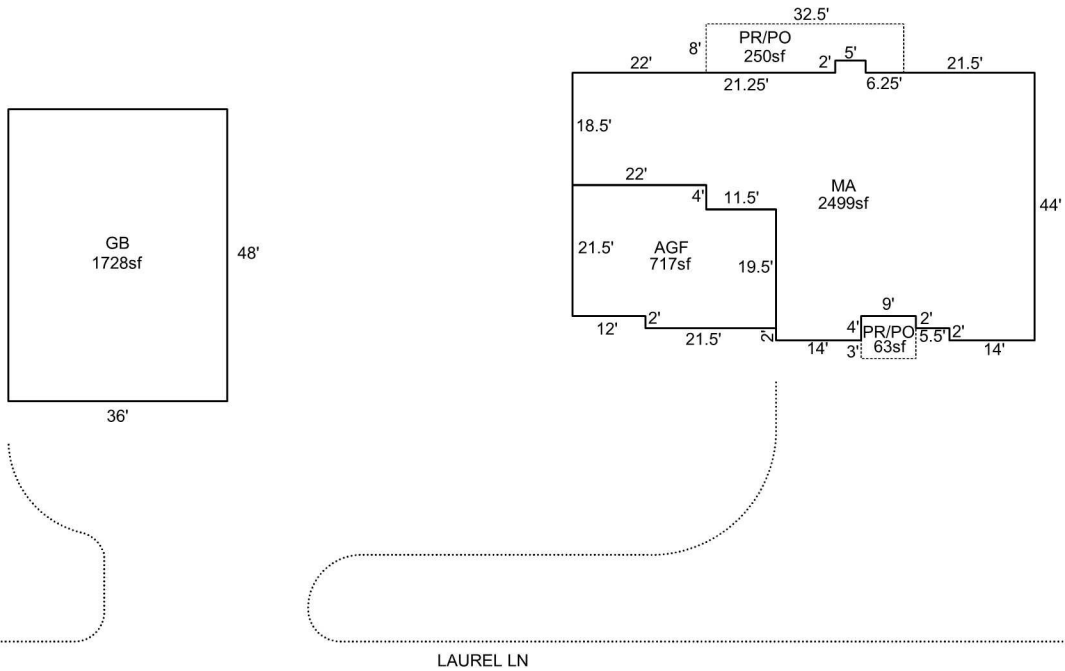 32.5'
PR/PO
250sf
8'
5'
2'
22'
21.25'
6.25'
21.5'
18.5'
22'
4'
11.5'
MA
2499sf
44'
GB
1728sf
48'
21.5'
AGF
717sf
19.5'
9'
12'
2'
21.5'
2'
14'
4'
3'
PR/PO
63sf
2'
5.5'
2'
14'
36'
LAUREL LN